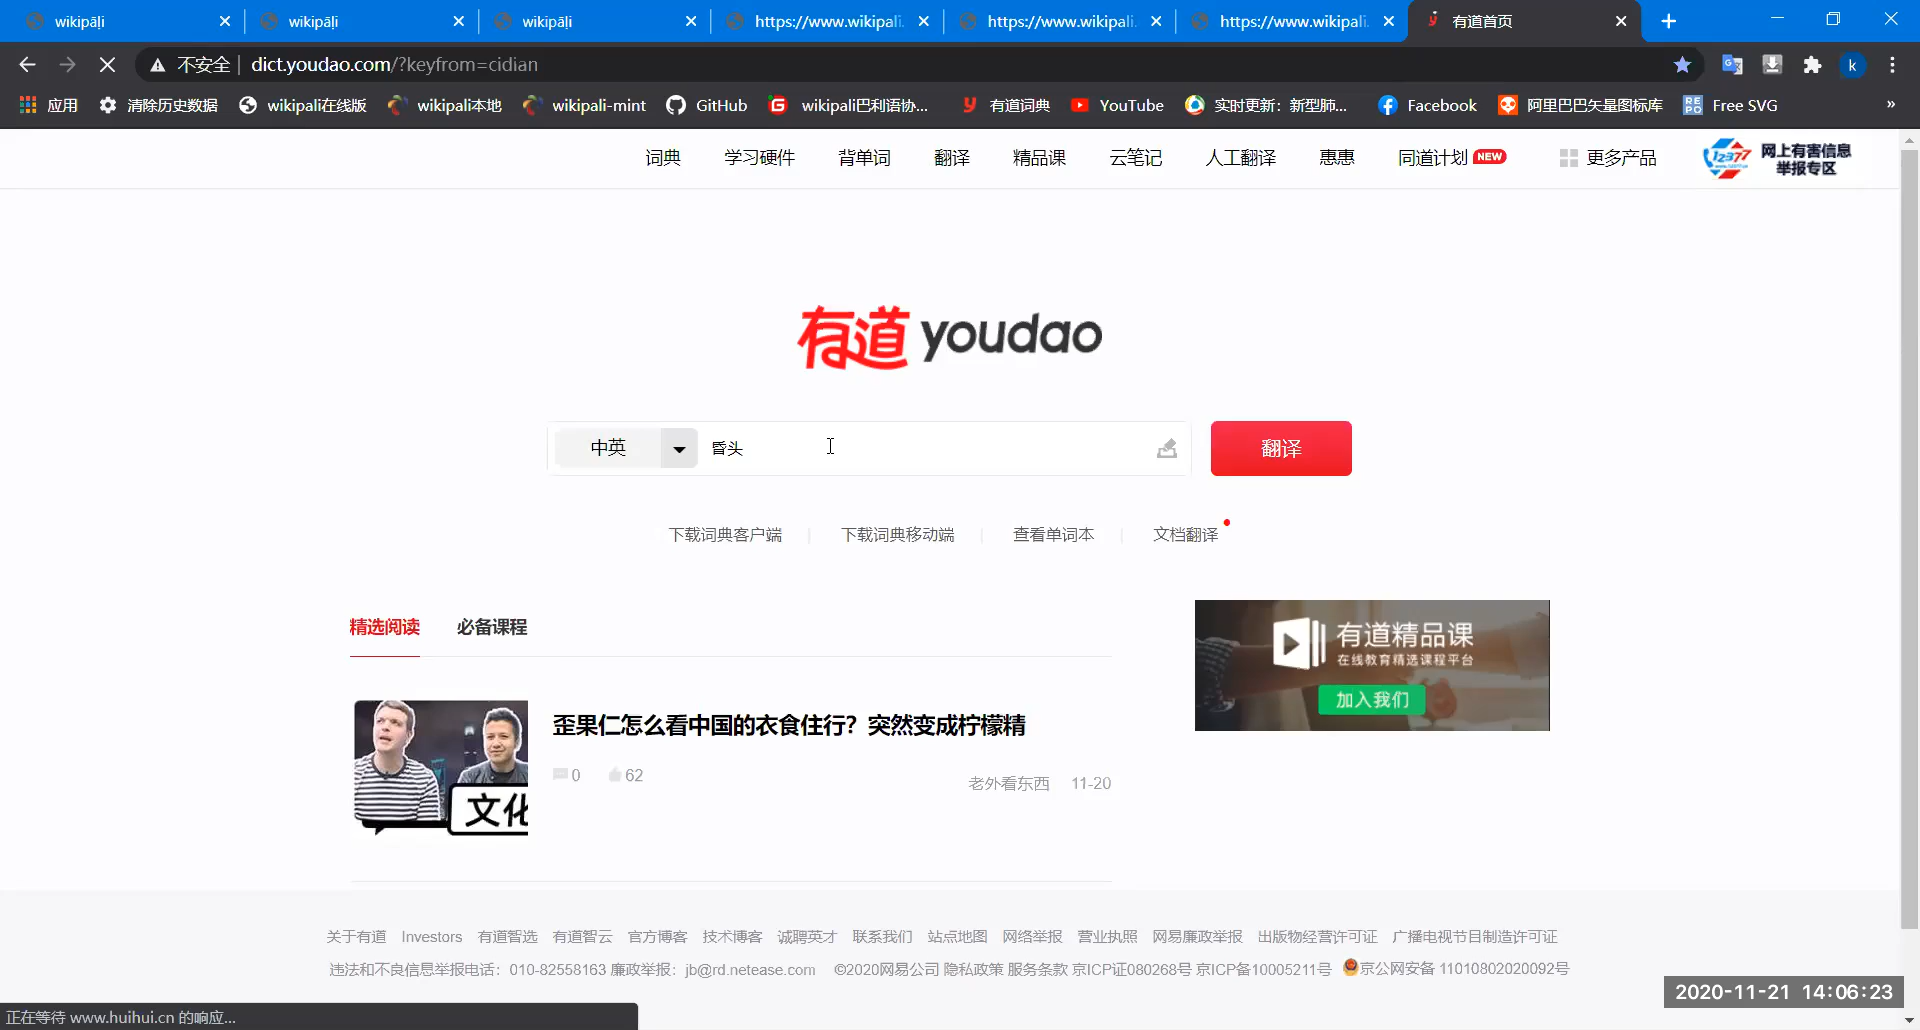 wikipāḷi
wikipāḷi
wikipāḷi
https://www.wikipali.
https://www.wikipali.
https://www.wikipali.
有道首页
不安全 | dict.youdao.com/?keyfrom=cidian
k
应用
清除历史数据
wikipali在线版
wikipali本地
wikipali-mint
GitHub
wikipali巴利语协...
有道词典
YouTube
实时更新：新型肺...
Facebook
阿里巴巴矢量图标库
Free SVG
»
词典
学习硬件
背单词
翻译
精品课
云笔记
人工翻译
惠惠
同道计划 NEW
更多产品
12377
网上有害信息
举报专区
有道 youdao
中英
昏头
翻译
下载词典客户端
下载词典移动端
查看单词本
文档翻译
精选阅读
必备课程
有道精品课
在线教育精选课程平台
加入我们
文化
歪果仁怎么看中国的衣食住行？突然变成柠檬精
0
62
老外看东西
11-20
关于有道 Investors 有道智选 有道智云 官方博客 技术博客 诚聘英才 联系我们 站点地图 网络举报 营业执照 网易廉政举报 出版物经营许可证 广播电视节目制造许可证
违法和不良信息举报电话：010-82558163 廉政举报：jb@rd.netease.com ©2020网易公司 隐私政策 服务条款 京ICP证080268号 京ICP备10005211号 京公网安备 11010802020092号
2020-11-21 14:06:23
正在等待 www.huihui.cn 的响应...